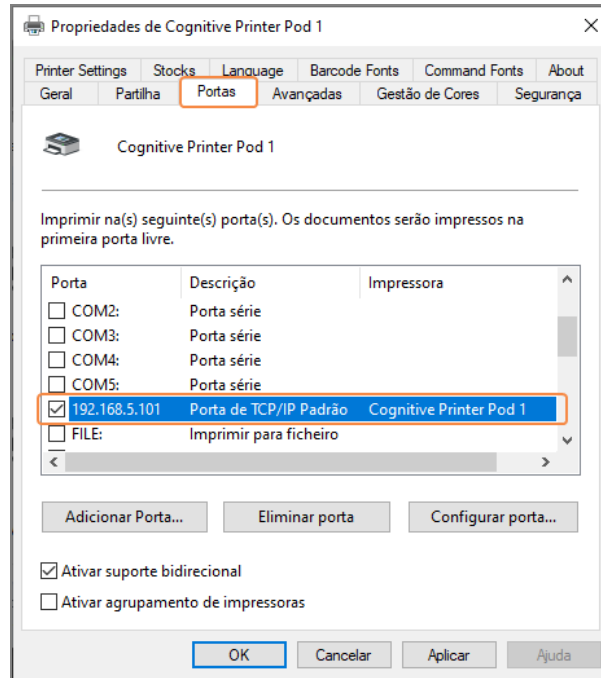 Propriedades de Cognitive Printer Pod 1
Printer Settings Stocks Language Barcode Fonts Command Fonts About
Geral Partilha Portas Avançadas Gestão de Cores Segurança
Cognitive Printer Pod 1
Imprimir na(s) seguinte(s) porta(s). Os documentos serão impressos na
primeira porta livre.
Porta Descrição Impressora
COM2: Porta série
COM3: Porta série
COM4: Porta série
COM5: Porta série
192.168.5.101 Porta de TCP/IP Padrão Cognitive Printer Pod 1
FILE: Imprimir para ficheiro
Adicionar Porta... Eliminar porta Configurar porta...
Ativar suporte bidirecional
Ativar agrupamento de impressoras
OK Cancelar Aplicar Ajuda